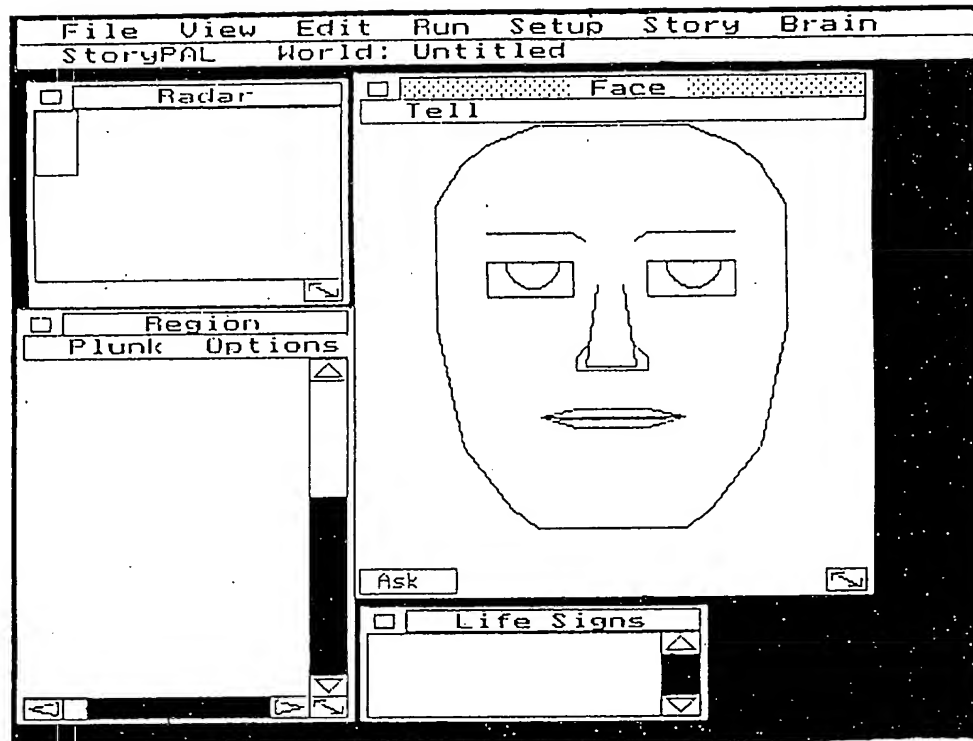 File View Edit Run Setup Story Brain
StoryPAL World: Untitled
Radar
Face
Tell
Region
Plunk Options
Ask
Life Signs